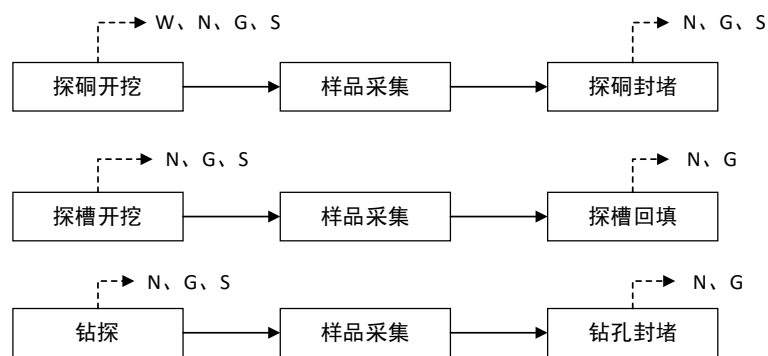 W、N、G、S
N、G、S
探硐开挖
样品采集
探硐封堵
N、G、S
N、G
探槽开挖
样品采集
探槽回填
N、G、S
N、G
钻探
样品采集
钻孔封堵